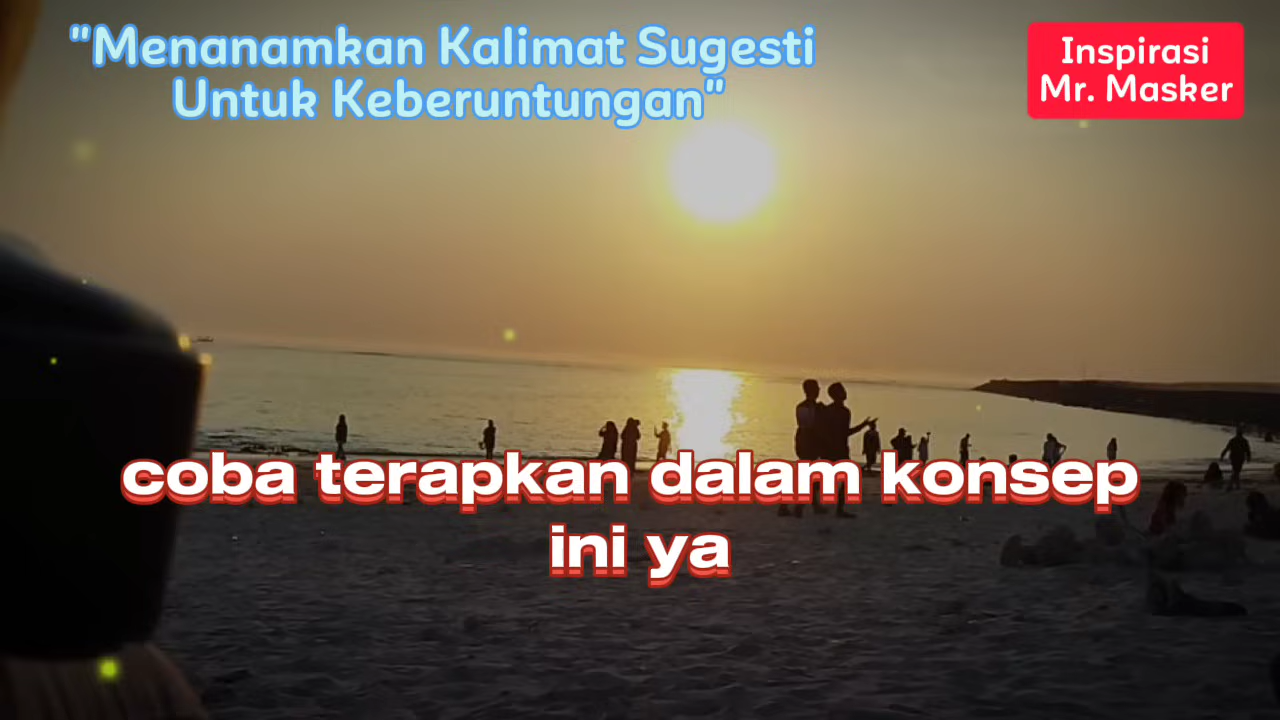 "Menanamkan Kalimat Sugesti
Untuk Keberuntungan"
Inspirasi
Mr. Masker
coba terapkan dalam konsep
ini ya